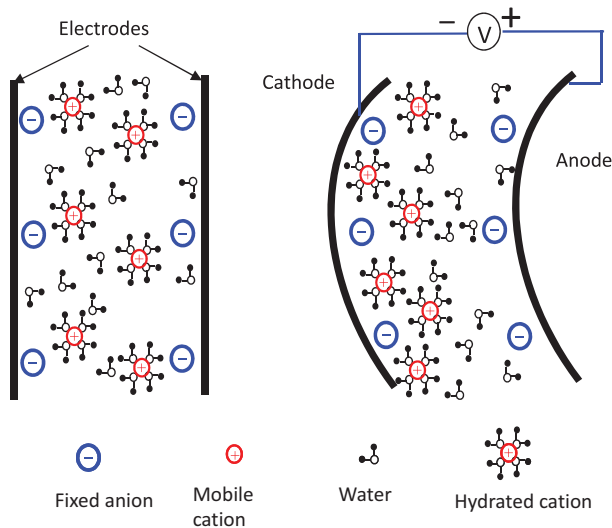 Electrodes
− V +
Cathode
Anode
Fixed anion
Mobile
cation
Water
Hydrated cation